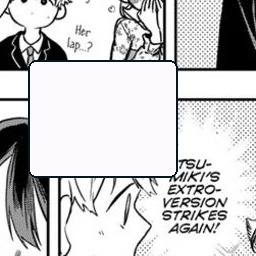 Her
lap...?
TSU-
MIKI'S
EXTRO-
VERSION
STRIKES
AGAIN!